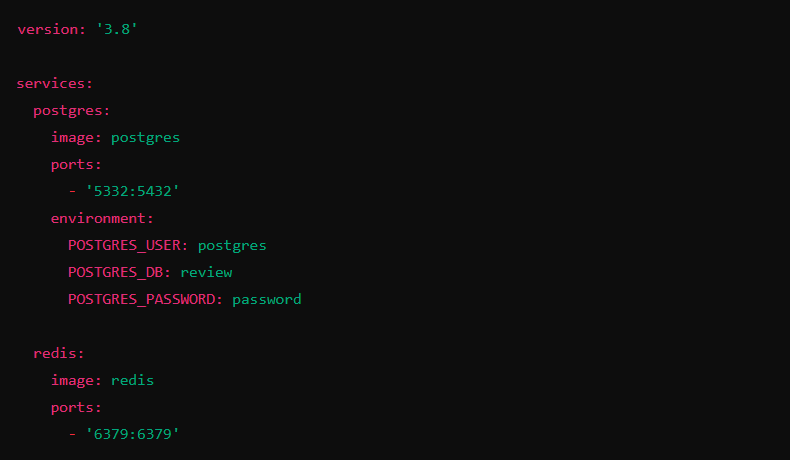 version: '3.8'

services:
  postgres:
    image: postgres
    ports:
      - '5332:5432'
    environment:
      POSTGRES_USER: postgres
      POSTGRES_DB: review
      POSTGRES_PASSWORD: password

  redis:
    image: redis
    ports:
      - '6379:6379'